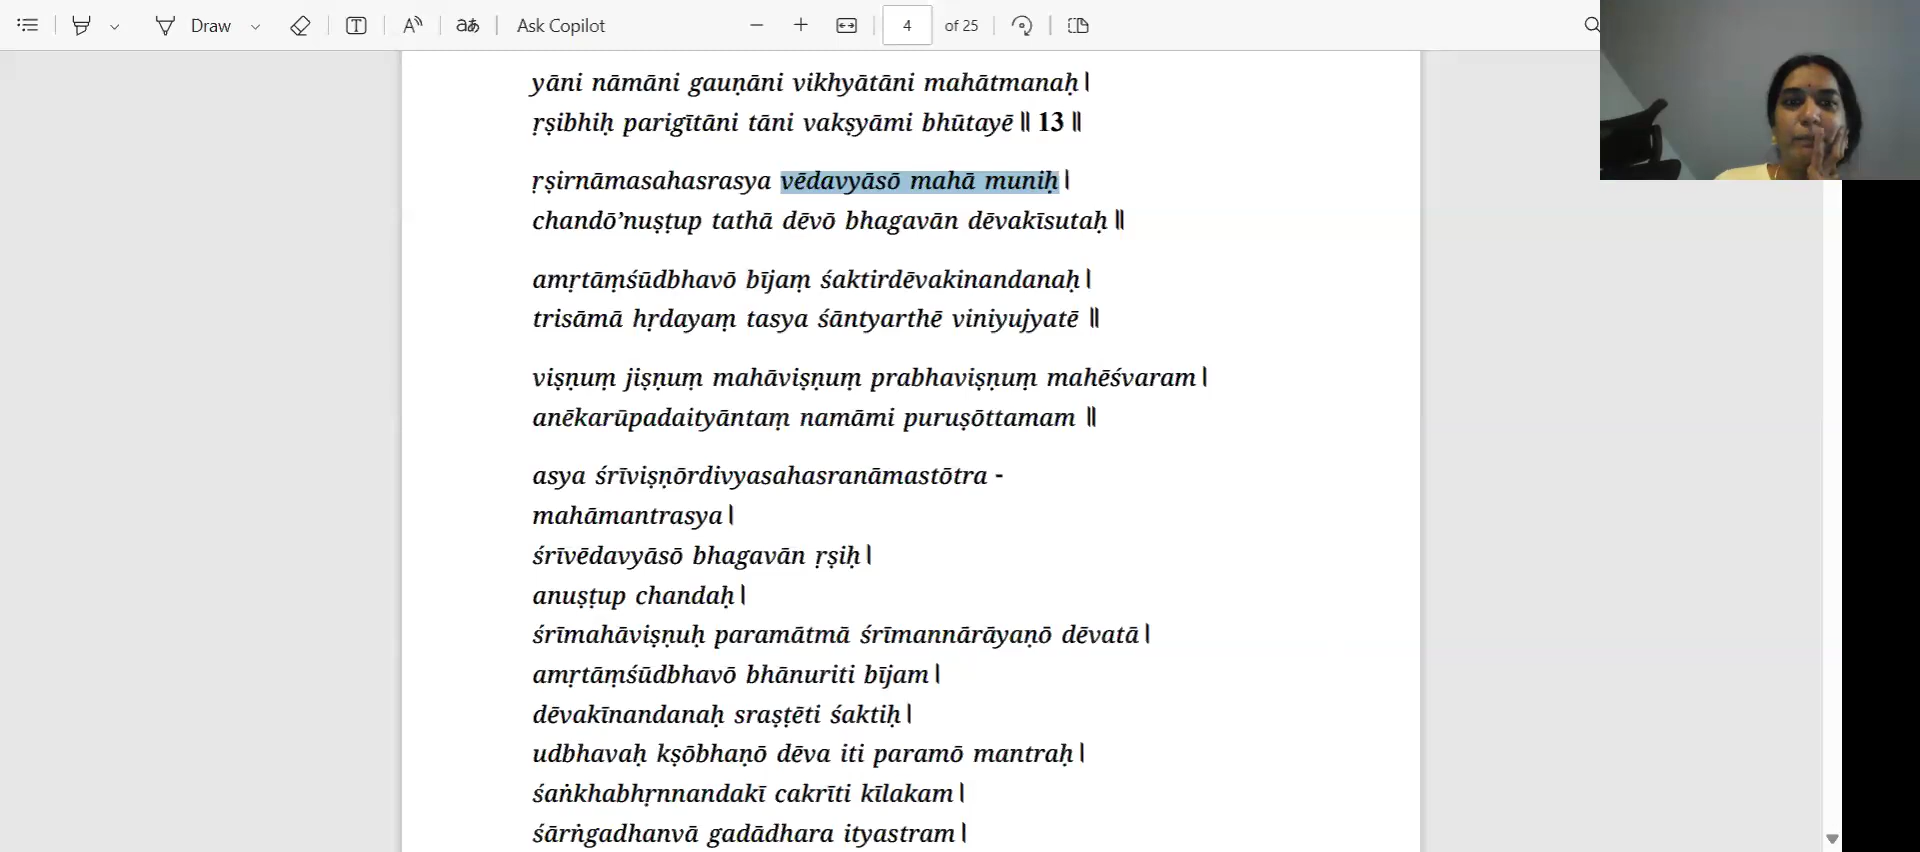 Draw
Ask Copilot
4 of 25
yāni nāmāni gauṇāni vikhyātāni mahātmanaḥ।
ṛṣibhiḥ parigītāni tāni vakṣyāmi bhūtayē॥ 13॥
ṛṣirnāmasahasrasya vēdavyāsō mahā muniḥ।
chandō’nuṣṭup tathā dēvō bhagavān dēvakīsutaḥ॥
amṛtāṃśūdbhavō bījaṃ śaktirdēvakinandanaḥ।
trisāmā hṛdayaṃ tasya śāntyarthē viniyujyatē ॥
viṣṇuṃ jiṣṇuṃ mahāviṣṇuṃ prabhaviṣṇuṃ mahēśvaram।
anēkarūpadaityāntaṃ namāmi puruṣōttamam ॥
asya śrīviṣṇōrdivyasahasranāmastōtra -
mahāmantrasya।
śrīvēdavyāsō bhagavān ṛṣiḥ।
anuṣṭup chandaḥ।
śrīmahāviṣṇuḥ paramātmā śrīmannārāyaṇō dēvatā।
amṛtāṃśūdbhavō bhānuriti bījam।
dēvakīnandanaḥ sraṣṭēti śaktiḥ।
udbhavaḥ kṣōbhaṇō dēva iti paramō mantraḥ।
śaṅkhabhṛnnandakī cakrīti kīlakam।
śārṅgadhanvā gadādhara ityastram।